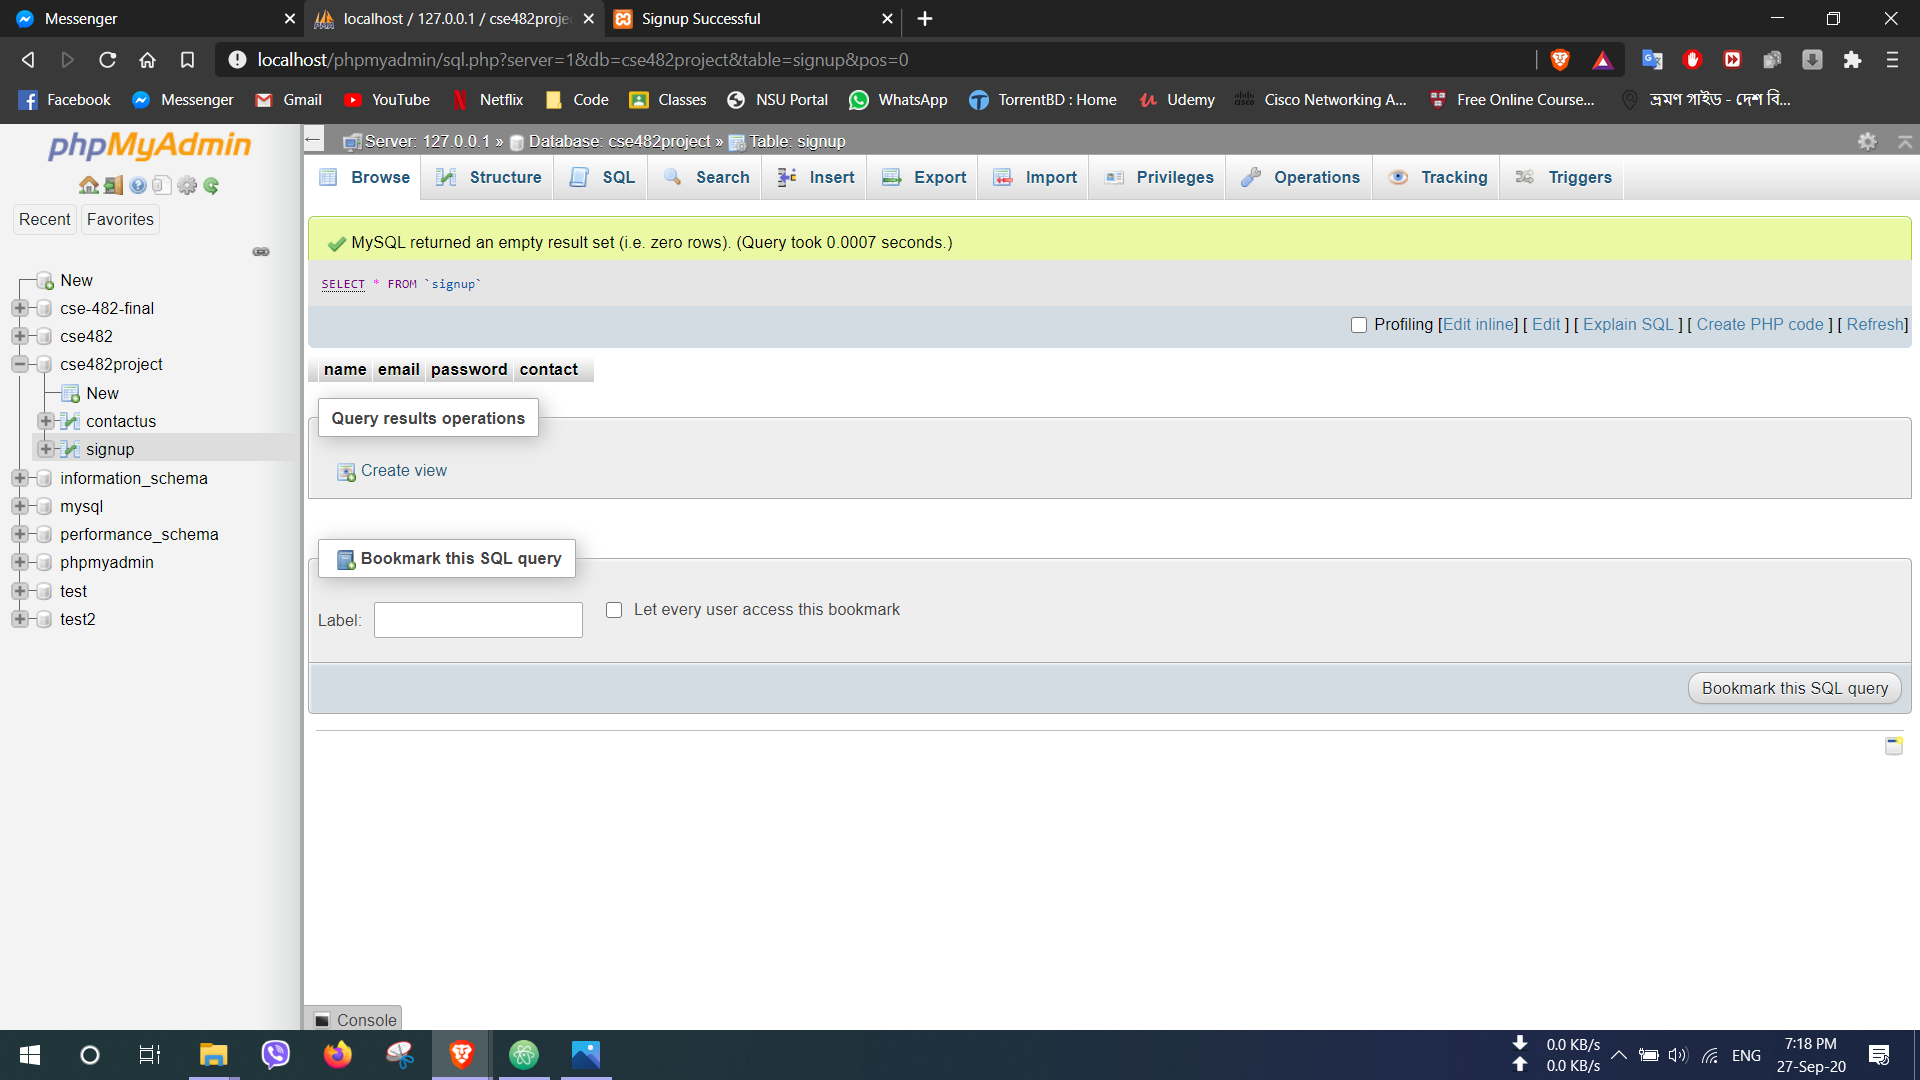 Messenger
localhost / 127.0.0.1 / cse482proje
Signup Successful
localhost/phpmyadmin/sql.php?server=1&db=cse482project&table=signup&pos=0
Facebook Messenger Gmail YouTube Netflix Code Classes NSU Portal WhatsApp TorrentBD : Home Udemy Cisco Networking A... Free Online Course... ভ্রমণ গাইড - দেশ বি...
phpMyAdmin
Recent Favorites
New
cse-482-final
cse482
cse482project
New
contactus
signup
information_schema
mysql
performance_schema
phpmyadmin
test
test2
Server: 127.0.0.1 » Database: cse482project » Table: signup
Browse Structure SQL Search Insert Export Import Privileges Operations Tracking Triggers
MySQL returned an empty result set (i.e. zero rows). (Query took 0.0007 seconds.)
SELECT * FROM `signup`
Profiling [Edit inline] [ Edit ] [ Explain SQL ] [ Create PHP code ] [ Refresh]
name email password contact
Query results operations
Create view
Bookmark this SQL query
Label: Let every user access this bookmark
Bookmark this SQL query
Console
0.0 KB/s
0.0 KB/s
ENG
7:18 PM
27-Sep-20